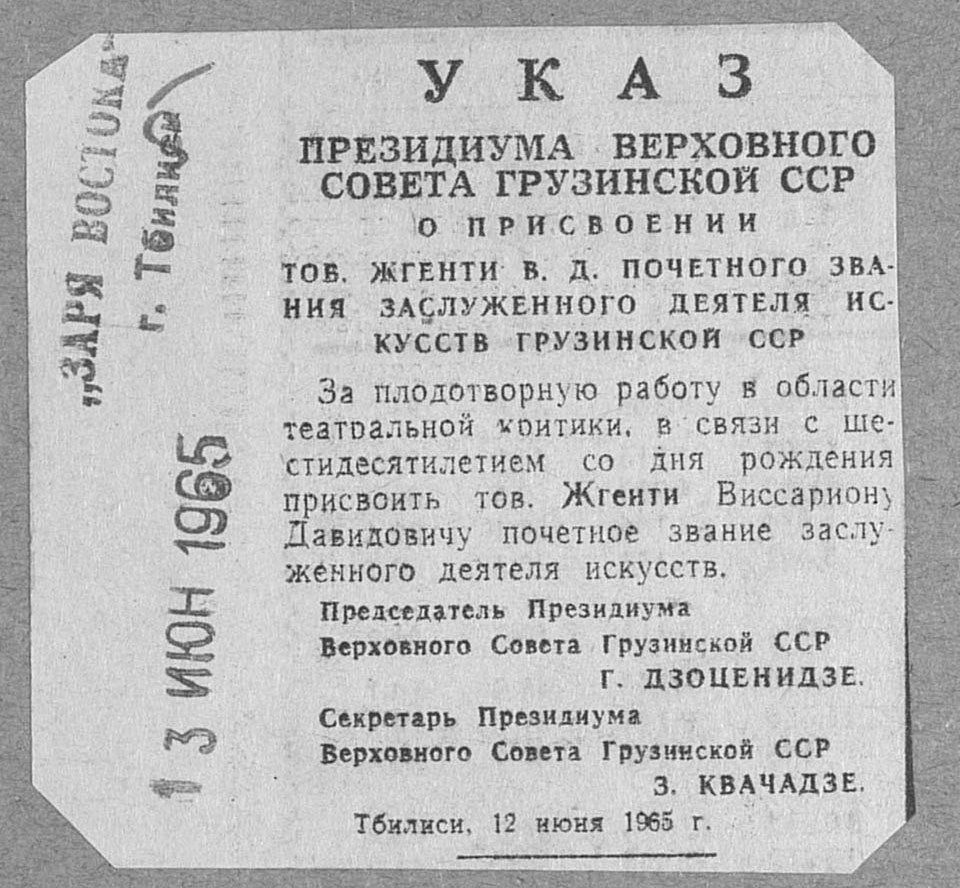 „ЗАРЯ ВОСТОКА“
г. Тбилиси
13 ИЮН 1965
УКАЗ
ПРЕЗИДИУМА ВЕРХОВНОГО
СОВЕТА ГРУЗИНСКОЙ ССР
О ПРИСВОЕНИИ
ТОВ. ЖГЕНТИ В. Д. ПОЧЕТНОГО ЗВА-
НИЯ ЗАСЛУЖЕННОГО ДЕЯТЕЛЯ ИС-
КУССТВ ГРУЗИНСКОЙ ССР
За плодотворную работу в области
театральной критики, в связи с ше-
стидесятилетием со дня рождения
присвоить тов. Жгенти Виссариону
Давидовичу почетное звание заслу-
женного деятеля искусств.
Председатель Президиума
Верховного Совета Грузинской ССР
Г. ДЗОЦЕНИДЗЕ.
Секретарь Президиума
Верховного Совета Грузинской ССР
З. КВАЧАДЗЕ.
Тбилиси, 12 июня 1965 г.